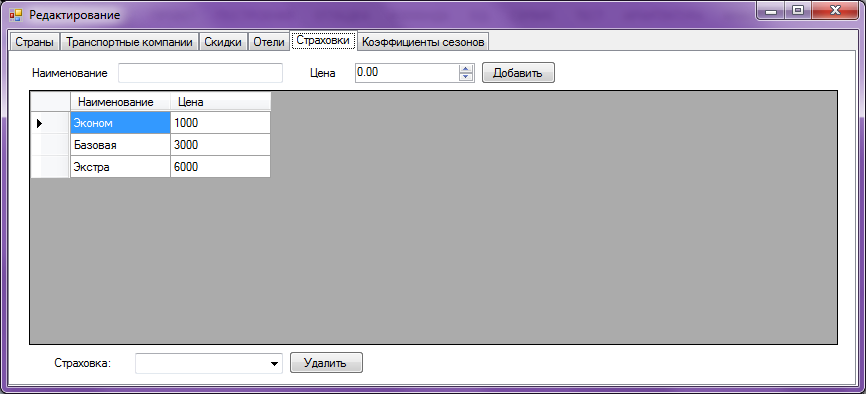 Редактирование
Страны Транспортные компании Скидки Отели Страховки Коэффициенты сезонов
Наименование Цена 0.00 Добавить
Наименование Цена
Эконом 1000
Базовая 3000
Экстра 6000
Страховка: Удалить